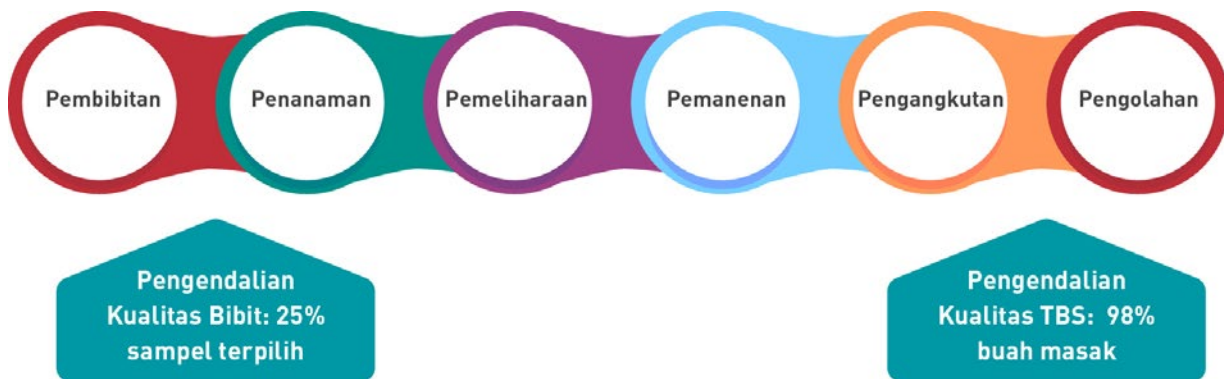 Pembibitan
Penanaman
Pemeliharaan
Pemanenan
Pengangkutan
Pengolahan
Pengendalian
Kualitas Bibit: 25%
sampel terpilih
Pengendalian
Kualitas TBS: 98%
buah masak